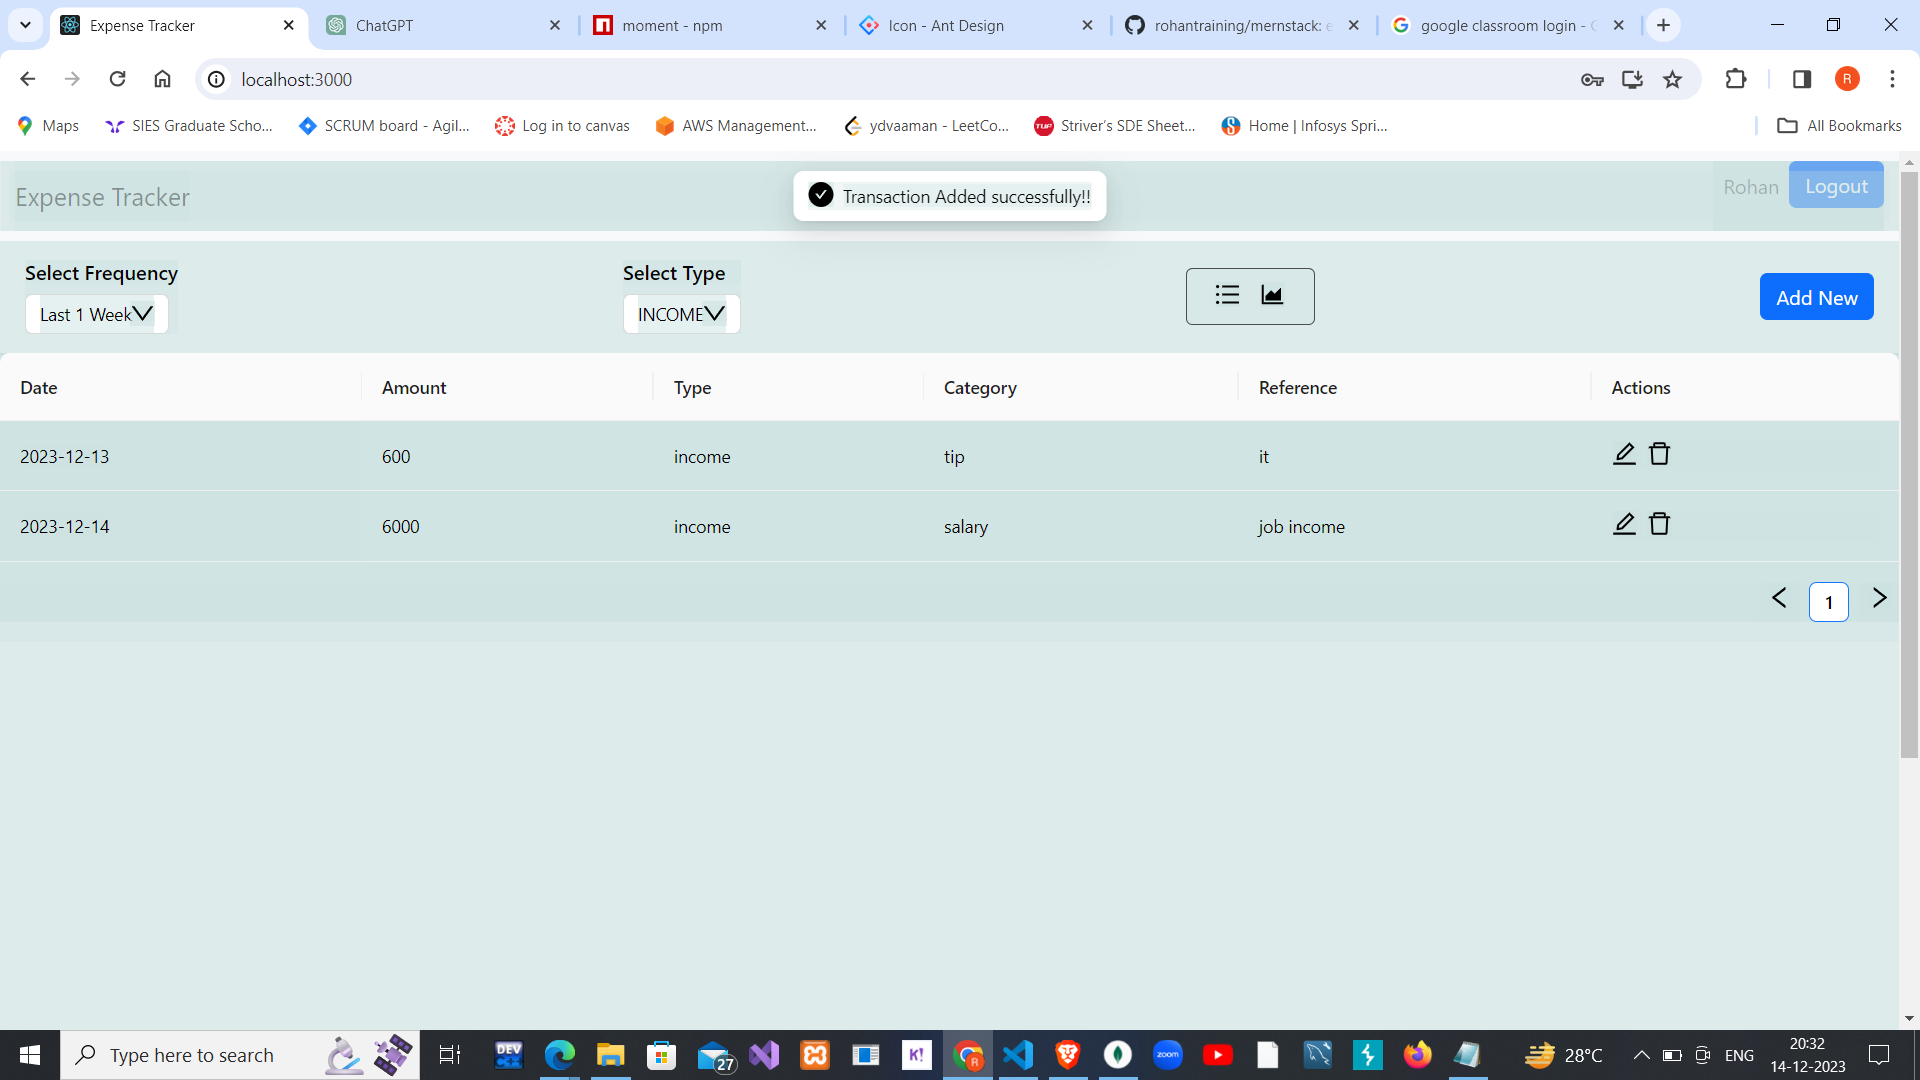 Expense Tracker
ChatGPT
moment - npm
Icon - Ant Design
rohantraining/mernstack: e
google classroom login - G
localhost:3000
R
Maps
SIES Graduate Scho...
SCRUM board - Agil...
Log in to canvas
AWS Management...
ydvaaman - LeetCo...
TUF
Striver's SDE Sheet...
Home | Infosys Spri...
All Bookmarks
Expense Tracker
Transaction Added successfully!!
Rohan
Logout
Select Frequency
Last 1 Week
Select Type
INCOME
Add New
Date Amount Type Category Reference Actions
2023-12-13 600 income tip it
2023-12-14 6000 income salary job income
1
Type here to search
DEV
27
K!
R
zoom
28°C
ENG
20:32
14-12-2023